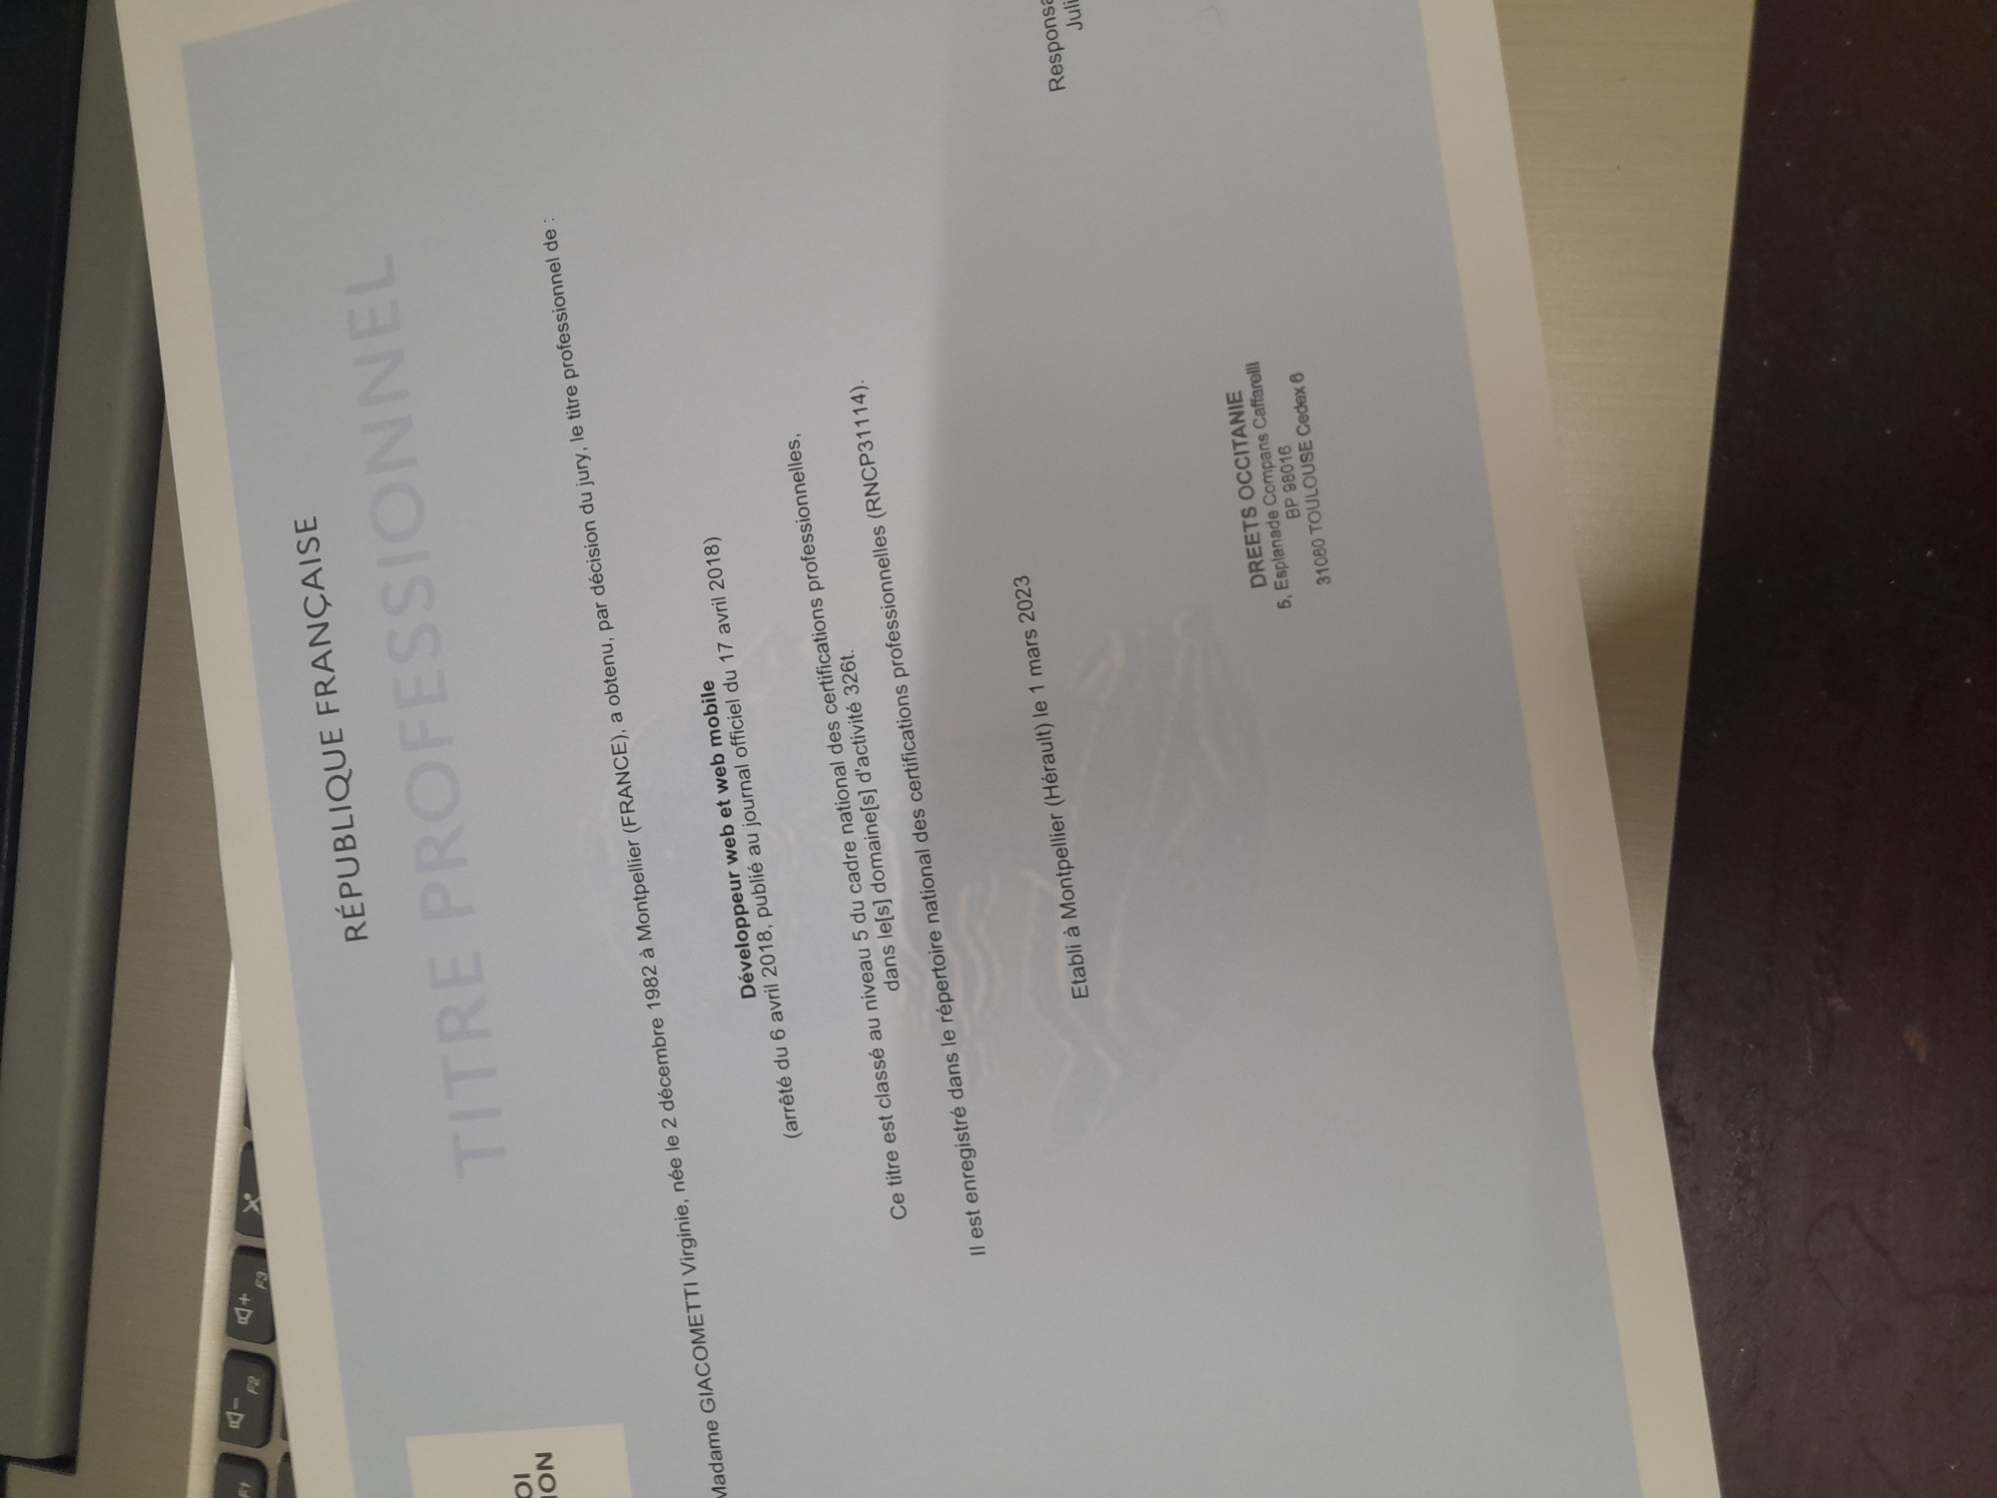 F1
F2
F3
RÉPUBLIQUE FRANÇAISE
TITRE PROFESSIONNEL
OI
ION
Madame GIACOMETTI Virginie, née le 2 décembre 1982 à Montpellier (FRANCE), a obtenu, par décision du jury, le titre professionnel de :
Développeur web et web mobile
(arrêté du 6 avril 2018, publié au journal officiel du 17 avril 2018)
Ce titre est classé au niveau 5 du cadre national des certifications professionnelles,
dans le[s] domaine[s] d'activité 326t.
Il est enregistré dans le répertoire national des certifications professionnelles (RNCP31114).
Etabli à Montpellier (Hérault) le 1 mars 2023
Responsa
Juli
DREETS OCCITANIE
5, Esplanade Compans Caffarelli
BP 98016
31080 TOULOUSE Cedex 6